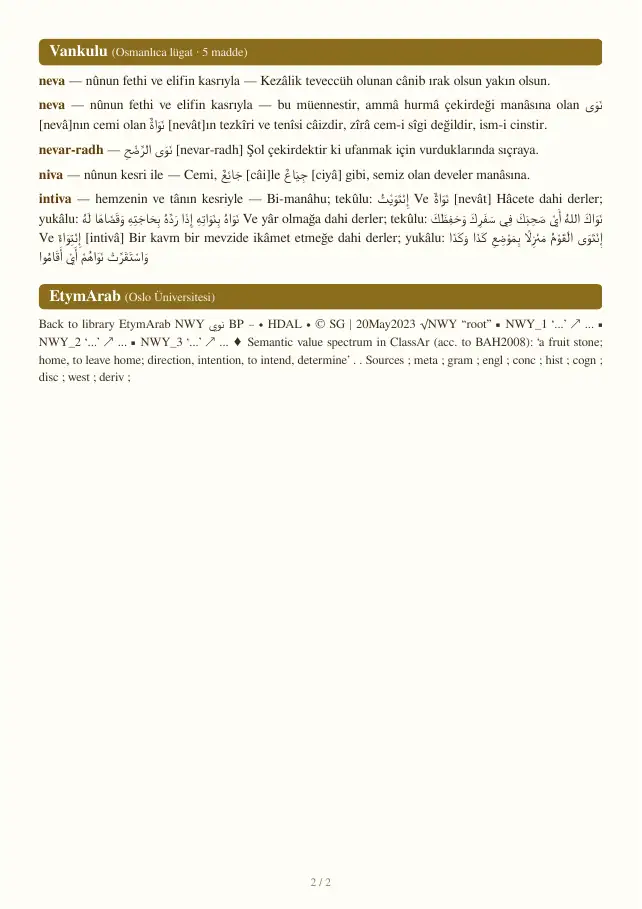 Vankulu (Osmanlıca lügat · 5 madde)
neva — nûnun fethi ve elifin kasrıyla — Kezâlik teveccüh olunan cânib ırak olsun yakın olsun.
neva — nûnun fethi ve elifin kasrıyla — bu müennestir, ammâ hurmâ çekirdeği manâsına olan نَوَى
[nevâ]nın cemi olan نَوَاةٌ [nevât]ın tezkîri ve tenîsi câizdir, zîrâ cem-i sîgi değildir, ism-i cinstir.
nevar-radh — نَوَى الرَّضْحِ [nevar-radh] Şol çekirdektir ki ufanmak için vurduklarında sıçraya.
niva — nûnun kesri ile — Cemi, جَائِعٌ [câi]le جِيَاعٌ [ciyâ] gibi, semiz olan develer manâsına.
intiva — hemzenin ve tânın kesriyle — Bi-manâhu; tekûlu: اِنْتَوَيْتُ Ve نَوَاةٌ [nevât] Hâcete dahi derler;
yukâlu: نَوَاهُ بِنَوَاتِهِ إِذَا رَدَّهُ بِحَاجَتِهِ وَقَضَاهَا لَهُ Ve yâr olmağa dahi derler; tekûlu: نَوَاكَ اللهُ أَيْ صَحِبَكَ فِي سَفَرِكَ وَحَفِظَكَ
Ve اِنْتِوَاءٌ [intivâ] Bir kavm bir mevzide ikâmet etmeğe dahi derler; yukâlu: اِنْتَوَى الْقَوْمُ مَنْزِلًا بِمَوْضِعِ كَذَا وَكَذَا
وَاسْتَقَرَّتْ نَوَاهُمْ أَيْ أَقَامُوا
EtymArab (Oslo Üniversitesi)
Back to library EtymArab NWY نوي BP – • HDAL • © SG | 20May2023 √NWY “root” ▪ NWY_1 ‘...’ ↗ ... ▪
NWY_2 ‘...’ ↗ ... ▪ NWY_3 ‘...’ ↗ ... ♦ Semantic value spectrum in ClassAr (acc. to BAH2008): ‘a fruit stone;
home, to leave home; direction, intention, to intend, determine’ . . Sources ; meta ; gram ; engl ; conc ; hist ; cogn ;
disc ; west ; deriv ;
2 / 2